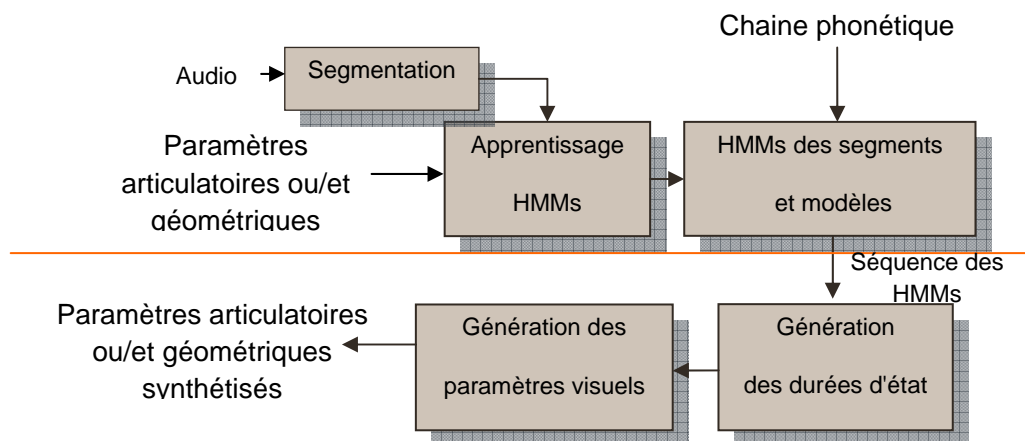 Chaine phonétique
Audio
Segmentation
Paramètres
articulatoires ou/et
géométriques
Apprentissage
HMMs
HMMs des segments
et modèles
Séquence des
HMMs
Paramètres articulatoires
ou/et géométriques
synthétisés
Génération des
paramètres visuels
Génération
des durées d'état